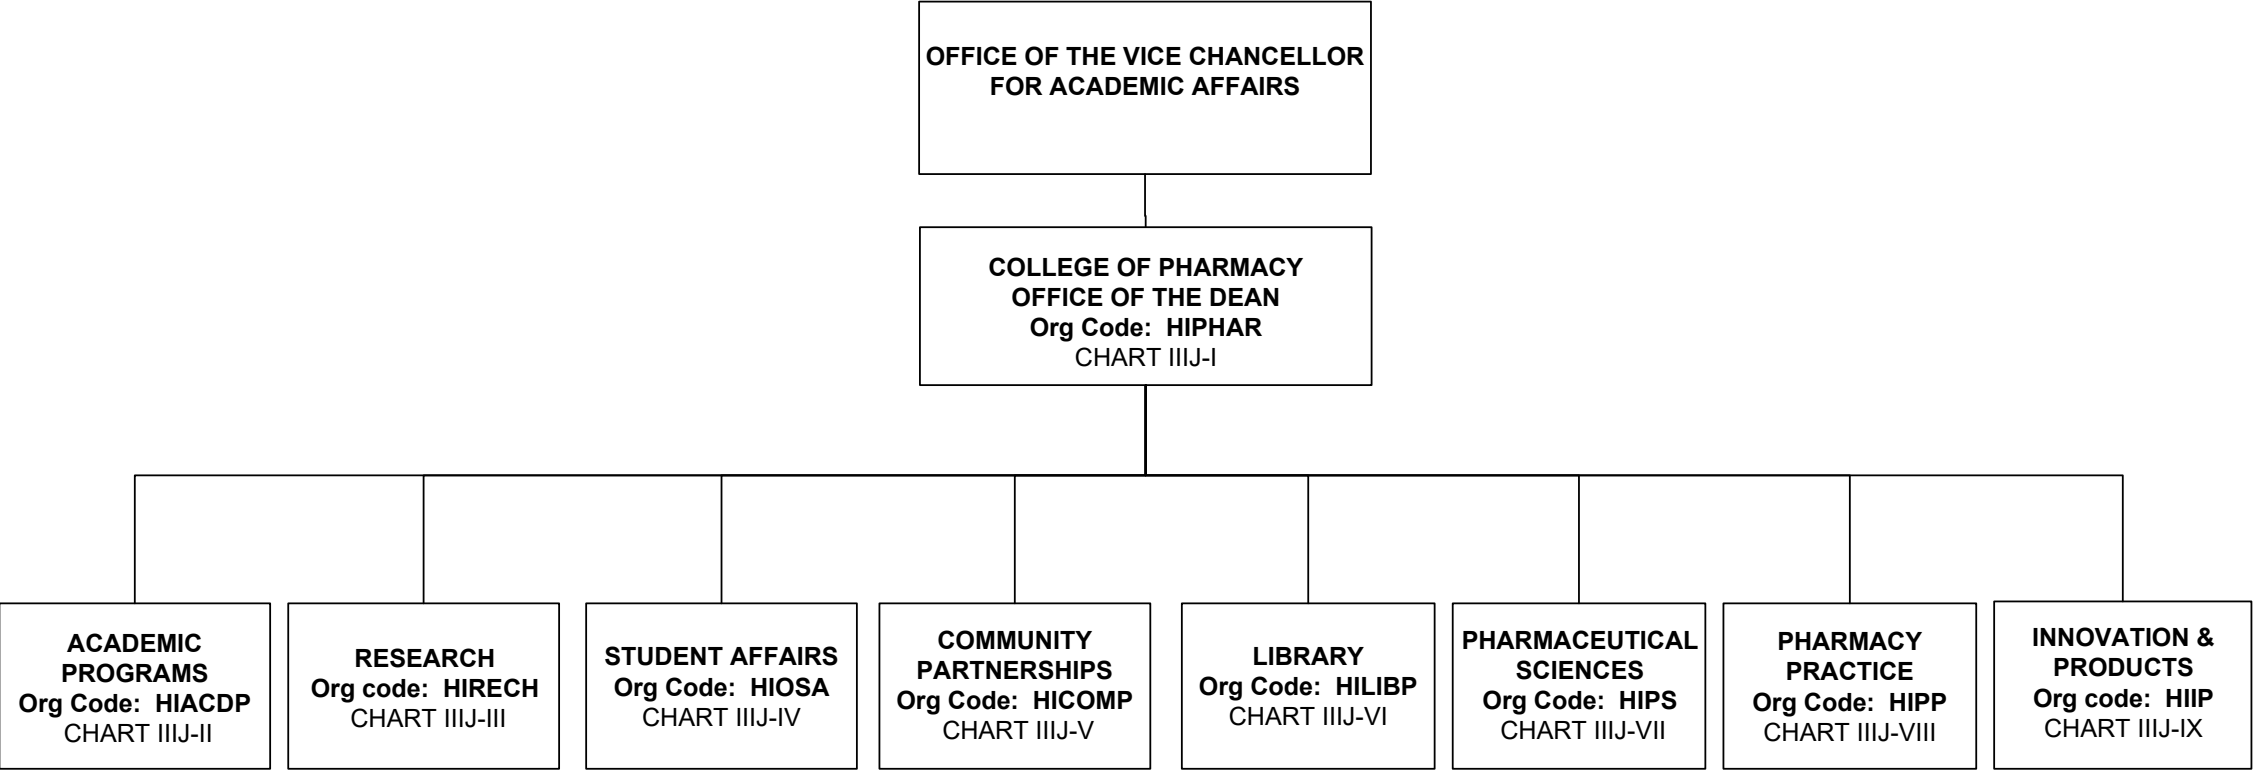 OFFICE OF THE VICE CHANCELLOR
FOR ACADEMIC AFFAIRS
COLLEGE OF PHARMACY
OFFICE OF THE DEAN
Org Code:  HIPHAR
CHART IIIJ-I
ACADEMIC
PROGRAMS
Org Code:  HIACDP
CHART IIIJ-II
RESEARCH
Org code:  HIRECH
CHART IIIJ-III
STUDENT AFFAIRS
Org Code:  HIOSA
CHART IIIJ-IV
COMMUNITY
PARTNERSHIPS
Org Code:  HICOMP
CHART IIIJ-V
LIBRARY
Org Code:  HILIBP
CHART IIIJ-VI
PHARMACEUTICAL
SCIENCES
Org Code:  HIPS
CHART IIIJ-VII
PHARMACY
PRACTICE
Org Code:  HIPP
CHART IIIJ-VIII
INNOVATION &
PRODUCTS
Org code:  HIIP
CHART IIIJ-IX